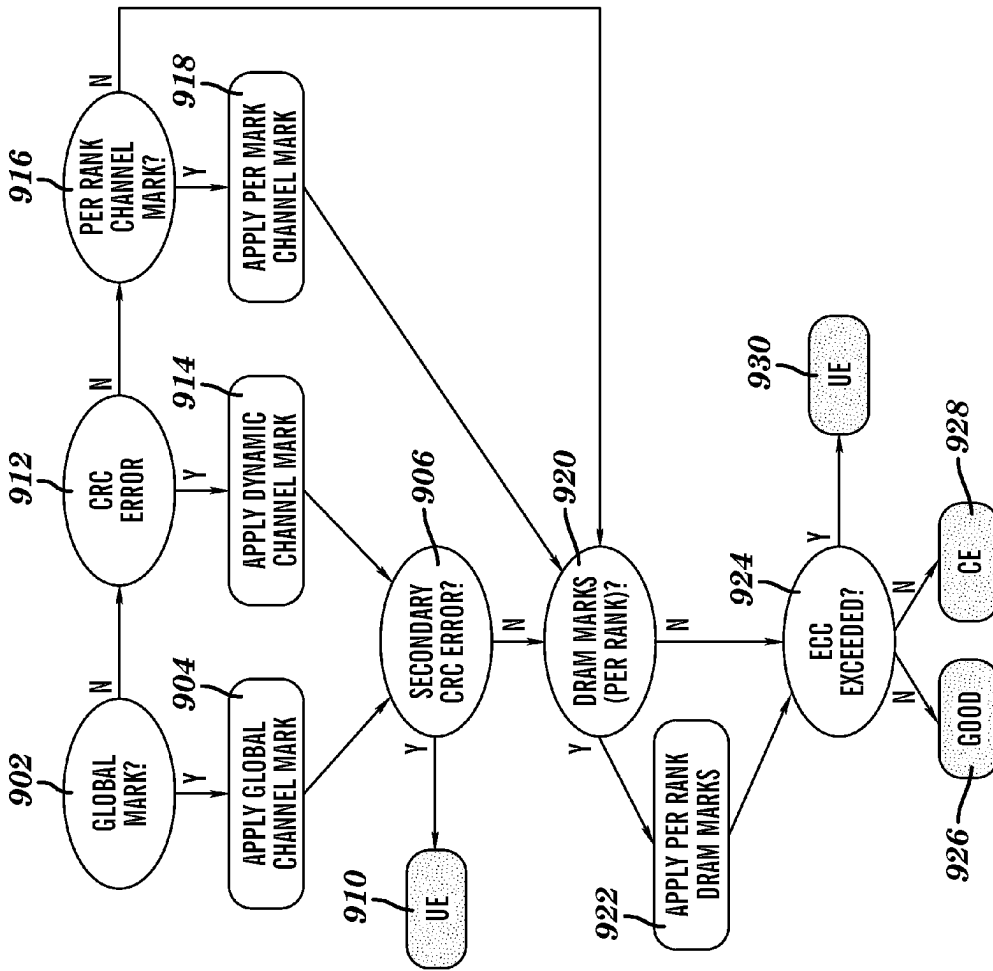 902
GLOBAL
MARK?
N
Y
904
APPLY GLOBAL
CHANNEL MARK
912
CRC
ERROR
N
Y
914
APPLY DYNAMIC
CHANNEL MARK
916
PER RANK
CHANNEL
MARK?
N
Y
918
APPLY PER MARK
CHANNEL MARK
906
SECONDARY
CRC ERROR?
Y
N
910
UE
920
DRAM MARKS
(PER RANK)?
Y
N
922
APPLY PER RANK
DRAM MARKS
924
ECC
EXCEEDED?
Y
N
N
930
UE
926
GOOD
928
CE